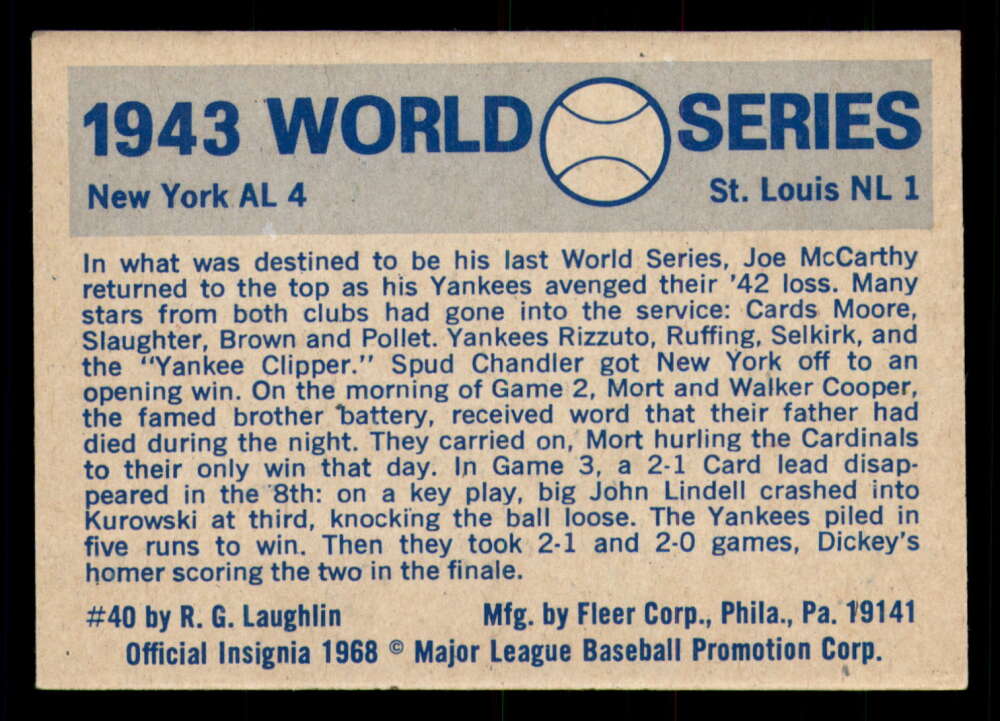 1943 WORLD SERIES
New York AL 4 St. Louis NL 1
In what was destined to be his last World Series, Joe McCarthy
returned to the top as his Yankees avenged their '42 loss. Many
stars from both clubs had gone into the service: Cards Moore,
Slaughter, Brown and Pollet. Yankees Rizzuto, Ruffing, Selkirk, and
the "Yankee Clipper." Spud Chandler got New York off to an
opening win. On the morning of Game 2, Mort and Walker Cooper,
the famed brother battery, received word that their father had
died during the night. They carried on, Mort hurling the Cardinals
to their only win that day. In Game 3, a 2-1 Card lead disap-
peared in the 8th: on a key play, big John Lindell crashed into
Kurowski at third, knocking the ball loose. The Yankees piled in
five runs to win. Then they took 2-1 and 2-0 games, Dickey's
homer scoring the two in the finale.
#40 by R. G. Laughlin Mfg. by Fleer Corp., Phila., Pa. 19141
Official Insignia 1968 © Major League Baseball Promotion Corp.